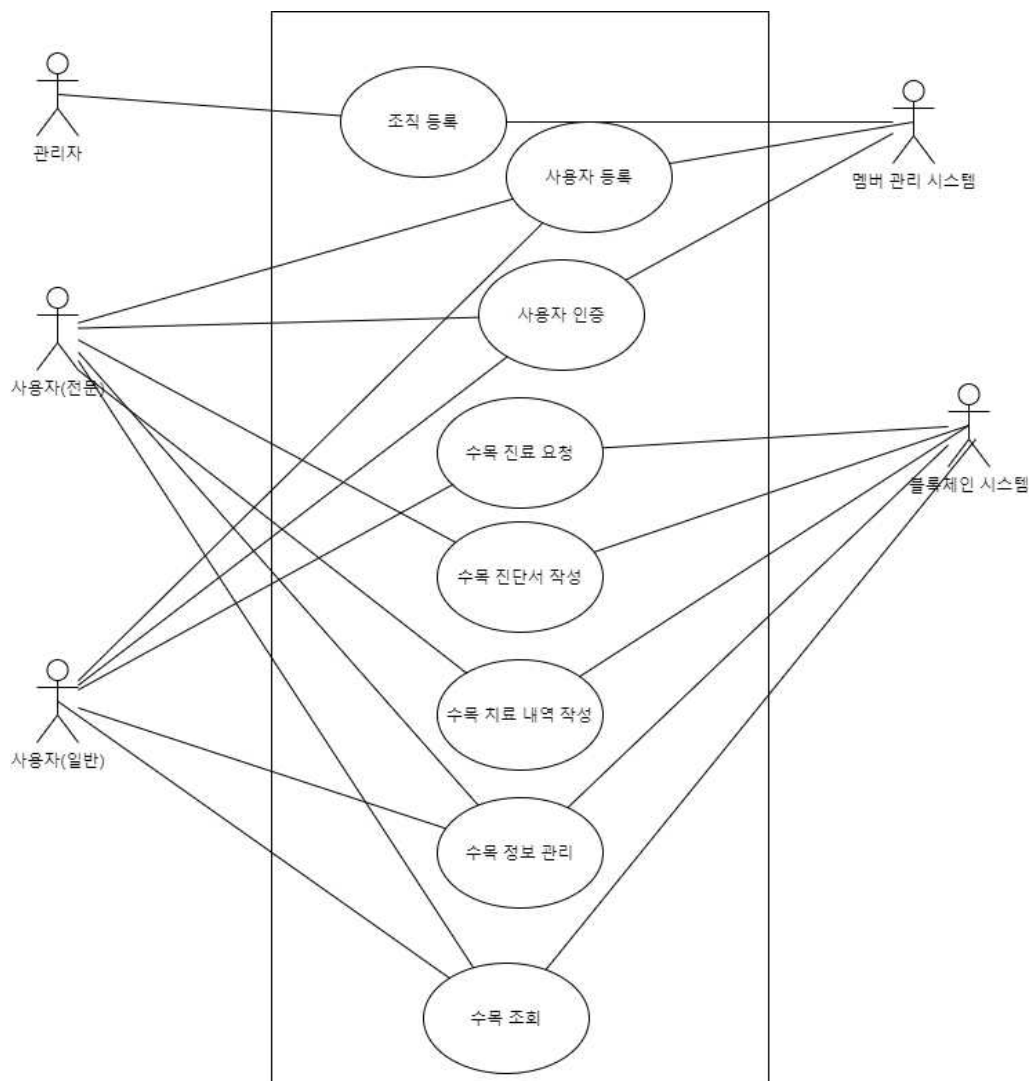 조직 등록
관리자
사용자 등록
멤버 관리 시스템
사용자 인증
사용자(전문)
수목 진료 요청
블록체인 시스템
수목 진단서 작성
수목 치료 내역 작성
사용자(일반)
수목 정보 관리
수목 조회